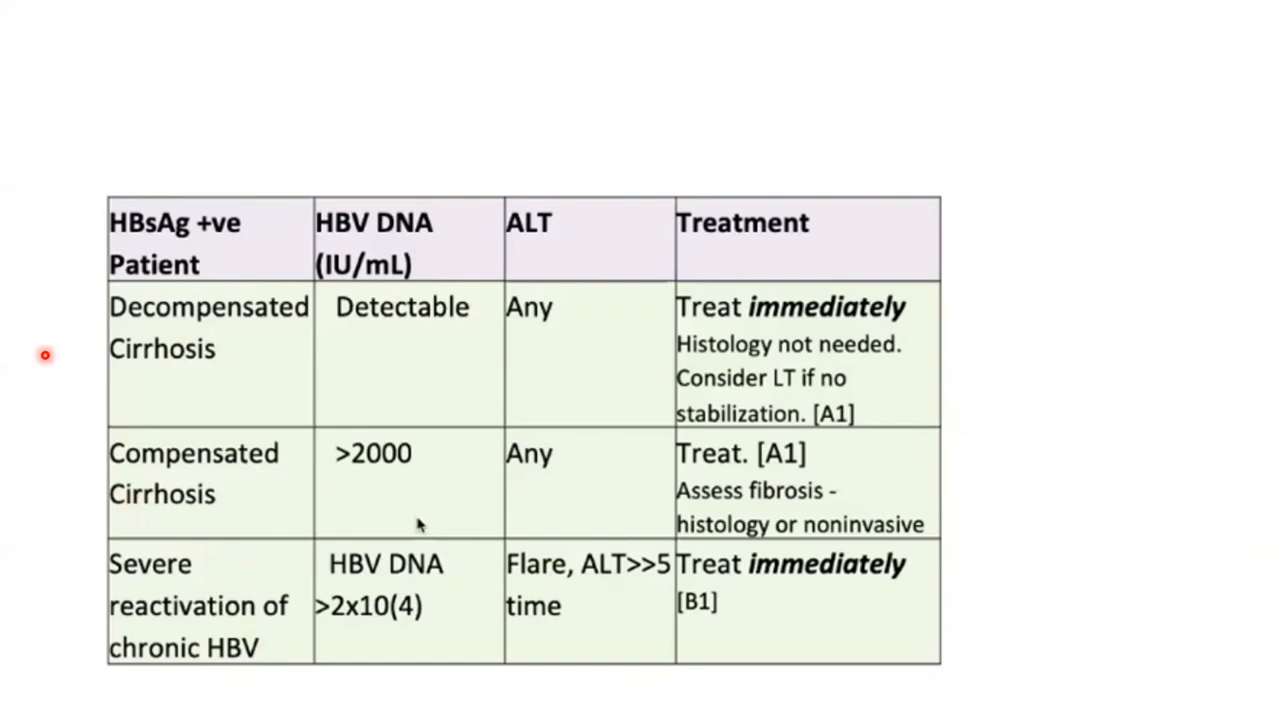 HBsAg +ve Patient
HBV DNA (IU/mL)
ALT
Treatment
Decompensated Cirrhosis
Detectable
Any
Treat immediately
Histology not needed.
Consider LT if no
stabilization. [A1]
Compensated Cirrhosis
>2000
Any
Treat. [A1]
Assess fibrosis -
histology or noninvasive
Severe
reactivation of
chronic HBV
HBV DNA
>2x10(4)
Flare, ALT>>5
time
Treat immediately
[B1]